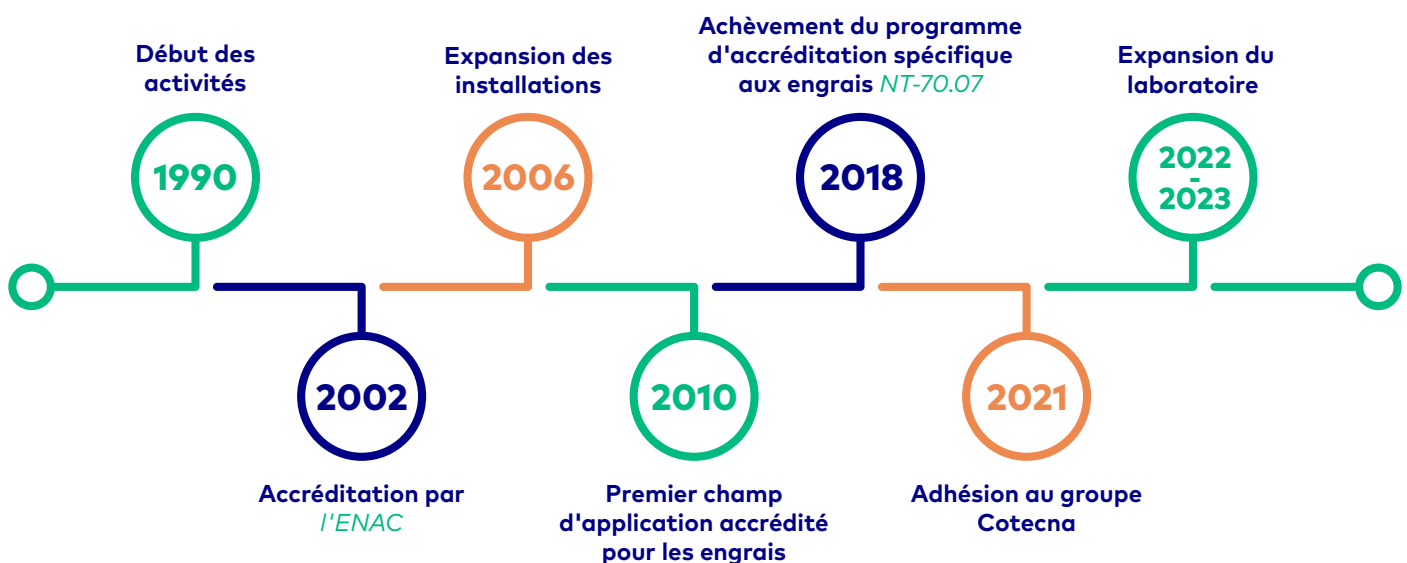 Début des
activités
1990
Accréditation par
l'ENAC
2002
Expansion des
installations
2006
Premier champ
d'application accrédité
pour les engrais
2010
Achèvement du programme
d'accréditation spécifique
aux engrais NT-70.07
2018
Adhésion au groupe
Cotecna
2021
Expansion du
laboratoire
2022
-
2023